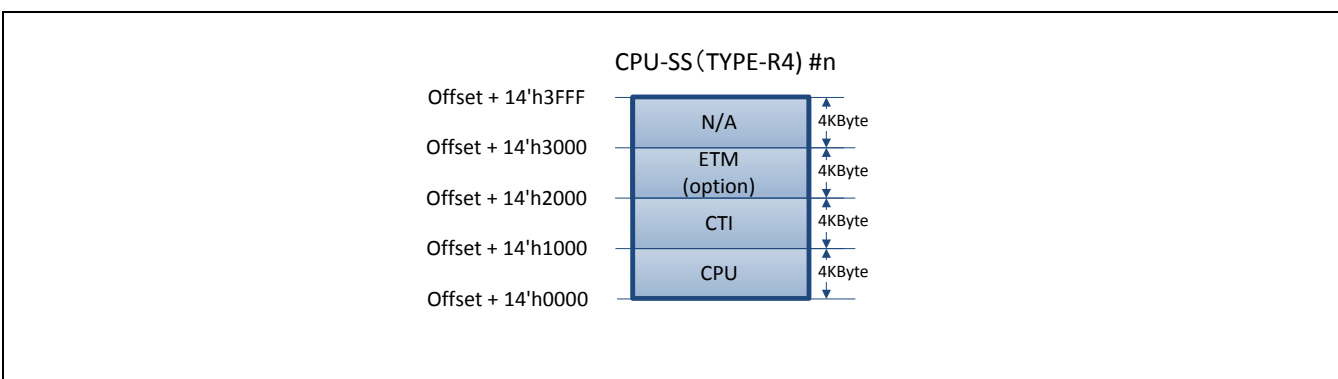 CPU-SS（TYPE-R4) #n
Offset + 14'h3FFF
N/A
4KByte
Offset + 14'h3000
ETM
(option)
4KByte
Offset + 14'h2000
CTI
4KByte
Offset + 14'h1000
CPU
4KByte
Offset + 14'h0000